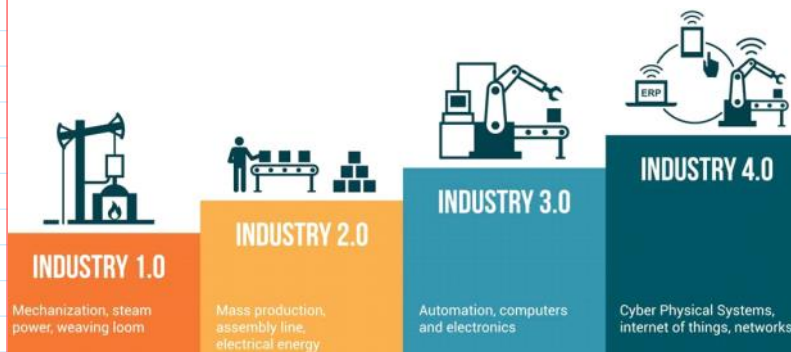 ERP
INDUSTRY 1.0
Mechanization, steam
power, weaving loom
INDUSTRY 2.0
Mass production,
assembly line,
electrical energy
INDUSTRY 3.0
Automation, computers
and electronics
INDUSTRY 4.0
Cyber Physical Systems,
internet of things, networks